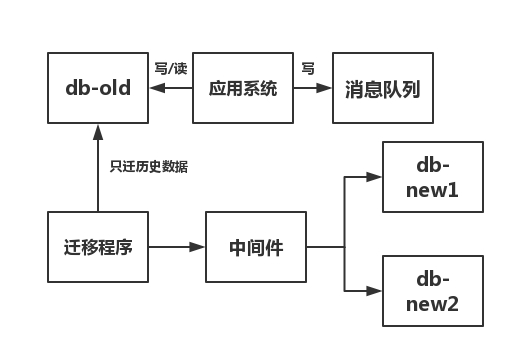 写/读
写
db-old
应用系统
消息队列
只迁历史数据
db-
new1
迁移程序
中间件
db-
new2